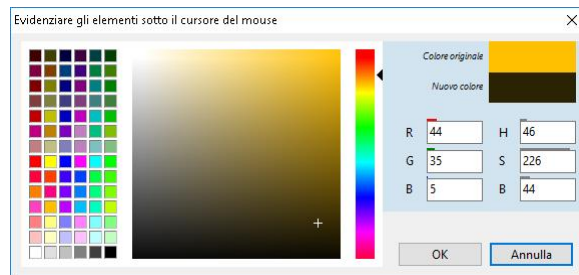 Evidenziare gli elementi sotto il cursore del mouse
Colore originale
Nuovo colore
R 44 H 46
G 35 S 226
B 5 B 44
OK Annulla